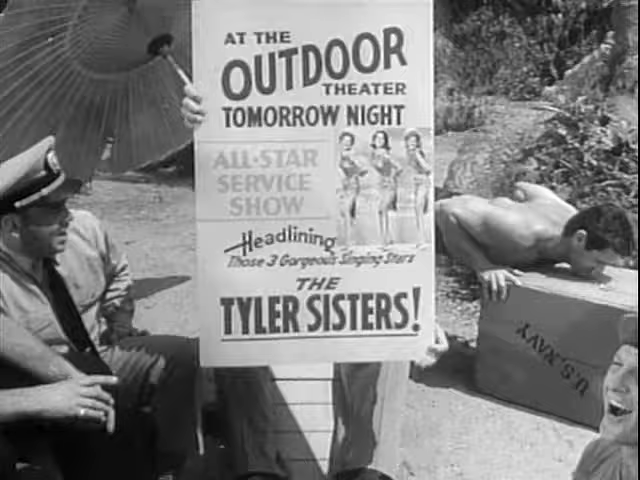 AT THE
OUTDOOR
THEATER
TOMORROW NIGHT
ALL-STAR
SERVICE
SHOW
Headlining
Those 3 Gorgeous Singing Stars
THE
TYLER SISTERS!
U.S. NAVY